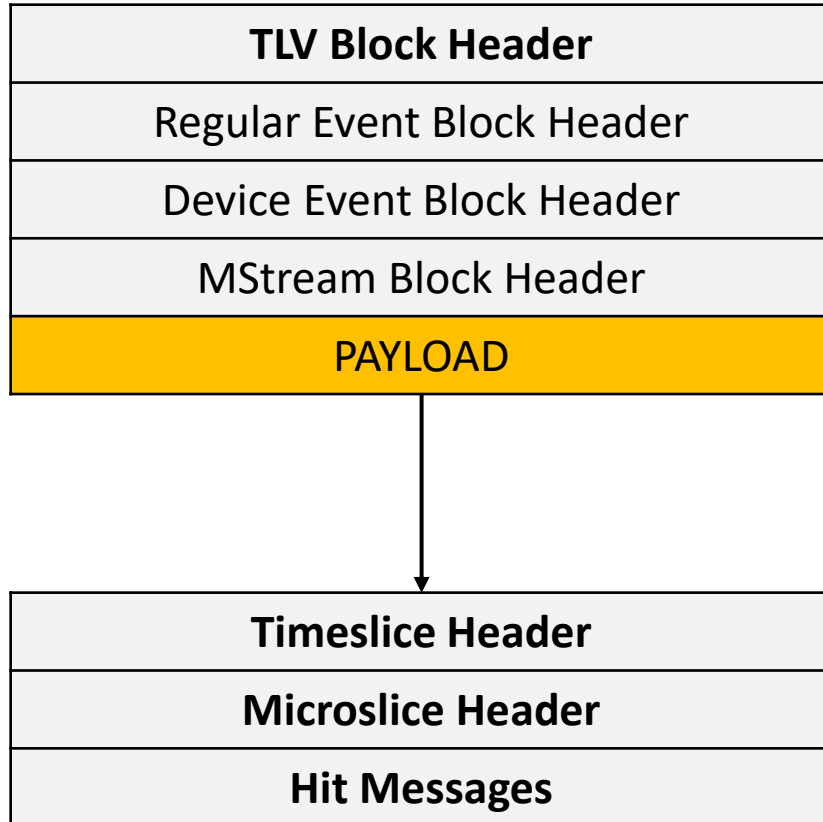 TLV Block Header
Regular Event Block Header
Device Event Block Header
MStream Block Header
PAYLOAD
Timeslice Header
Microslice Header
Hit Messages